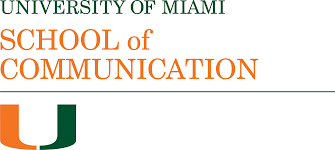 UNIVERSITY OF MIAMI
SCHOOL of
COMMUNICATION
U